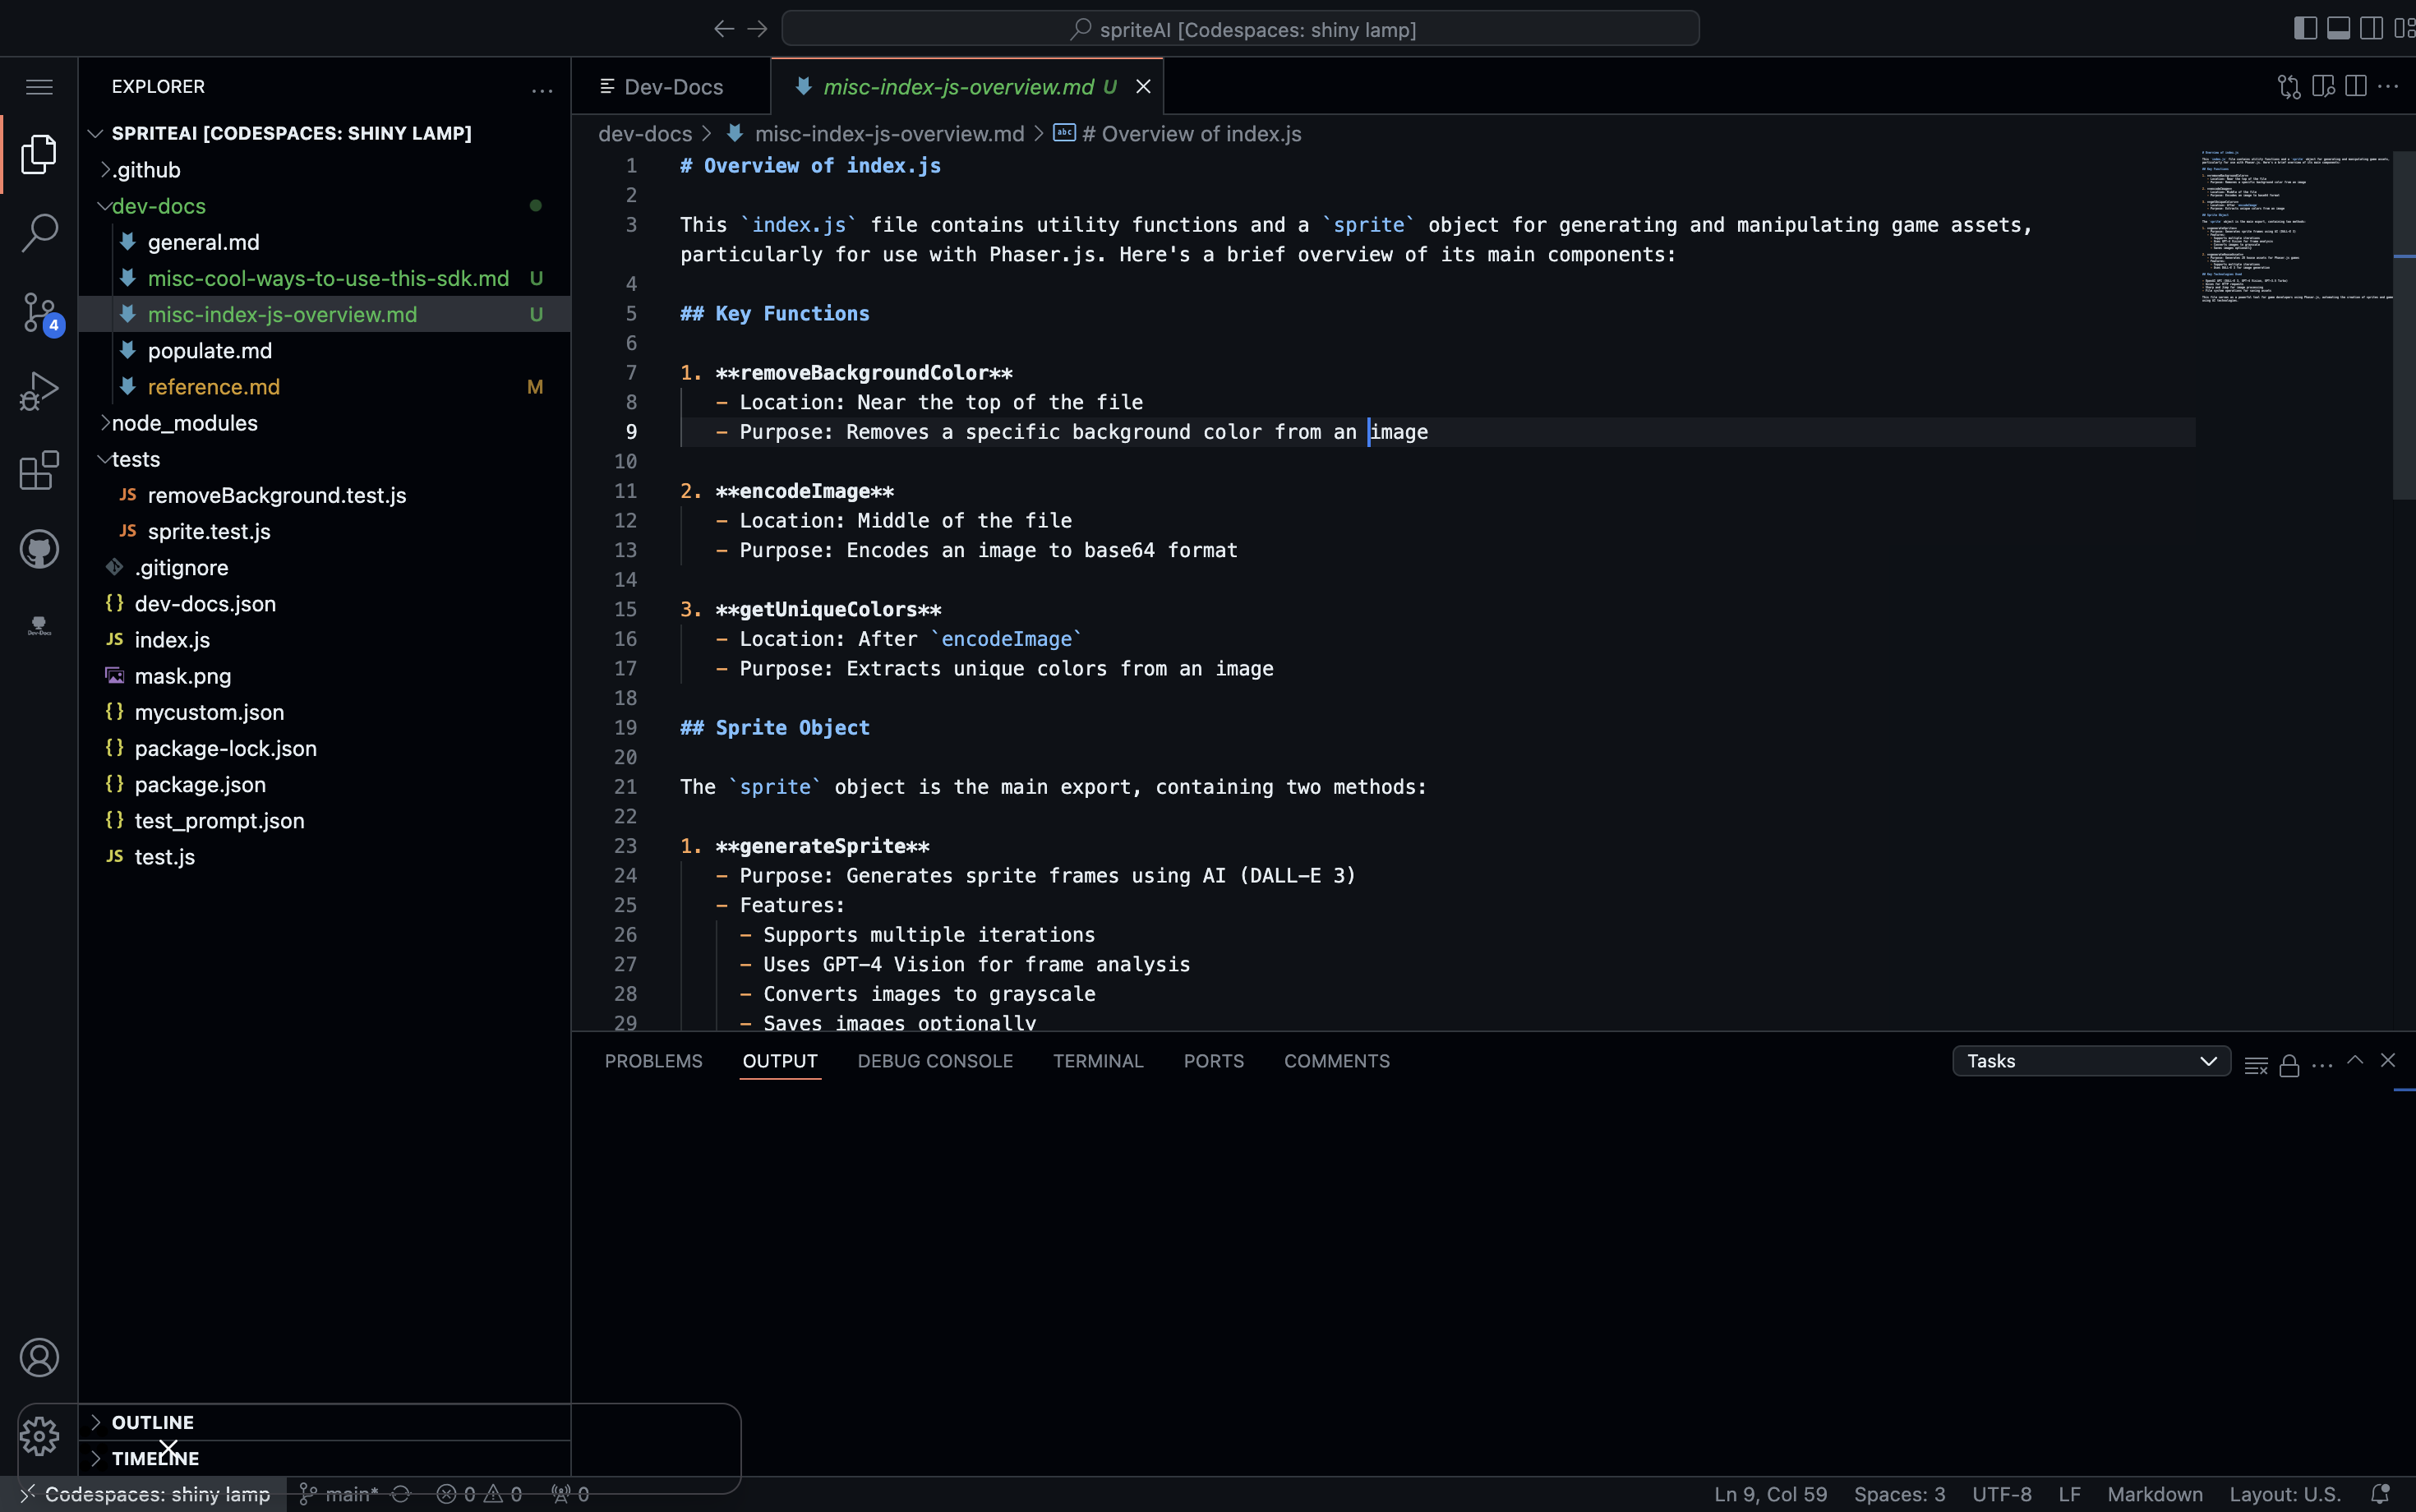 spriteAI [Codespaces: shiny lamp]
EXPLORER
SPRITEAI [CODESPACES: SHINY LAMP]
.github
dev-docs
general.md
misc-cool-ways-to-use-this-sdk.md U
misc-index-js-overview.md U
populate.md
reference.md M
node_modules
tests
JS removeBackground.test.js
JS sprite.test.js
.gitignore
{} dev-docs.json
JS index.js
mask.png
{} mycustom.json
{} package-lock.json
{} package.json
{} test_prompt.json
JS test.js
OUTLINE
TIMELINE
4
Dev-Docs
Dev-Docs
misc-index-js-overview.md U
dev-docs > misc-index-js-overview.md > abc # Overview of index.js
1 # Overview of index.js
2
3 This `index.js` file contains utility functions and a `sprite` object for generating and manipulating game assets,
particularly for use with Phaser.js. Here's a brief overview of its main components:
4
5 ## Key Functions
6
7 1. **removeBackgroundColor**
8 - Location: Near the top of the file
9 - Purpose: Removes a specific background color from an image
10
11 2. **encodeImage**
12 - Location: Middle of the file
13 - Purpose: Encodes an image to base64 format
14
15 3. **getUniqueColors**
16 - Location: After `encodeImage`
17 - Purpose: Extracts unique colors from an image
18
19 ## Sprite Object
20
21 The `sprite` object is the main export, containing two methods:
22
23 1. **generateSprite**
24 - Purpose: Generates sprite frames using AI (DALL-E 3)
25 - Features:
26 - Supports multiple iterations
27 - Uses GPT-4 Vision for frame analysis
28 - Converts images to grayscale
29 - Saves images optionally
PROBLEMS OUTPUT DEBUG CONSOLE TERMINAL PORTS COMMENTS
Tasks
Codespaces: shiny lamp main* 0 0 0
Ln 9, Col 59 Spaces: 3 UTF-8 LF Markdown Layout: U.S.